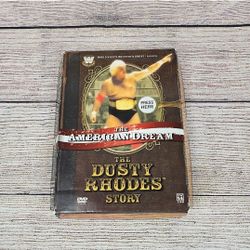 PRESS
HERE
THE
AMERICAN DREAM
THE
DUSTY
RHODES
STORY
DVD